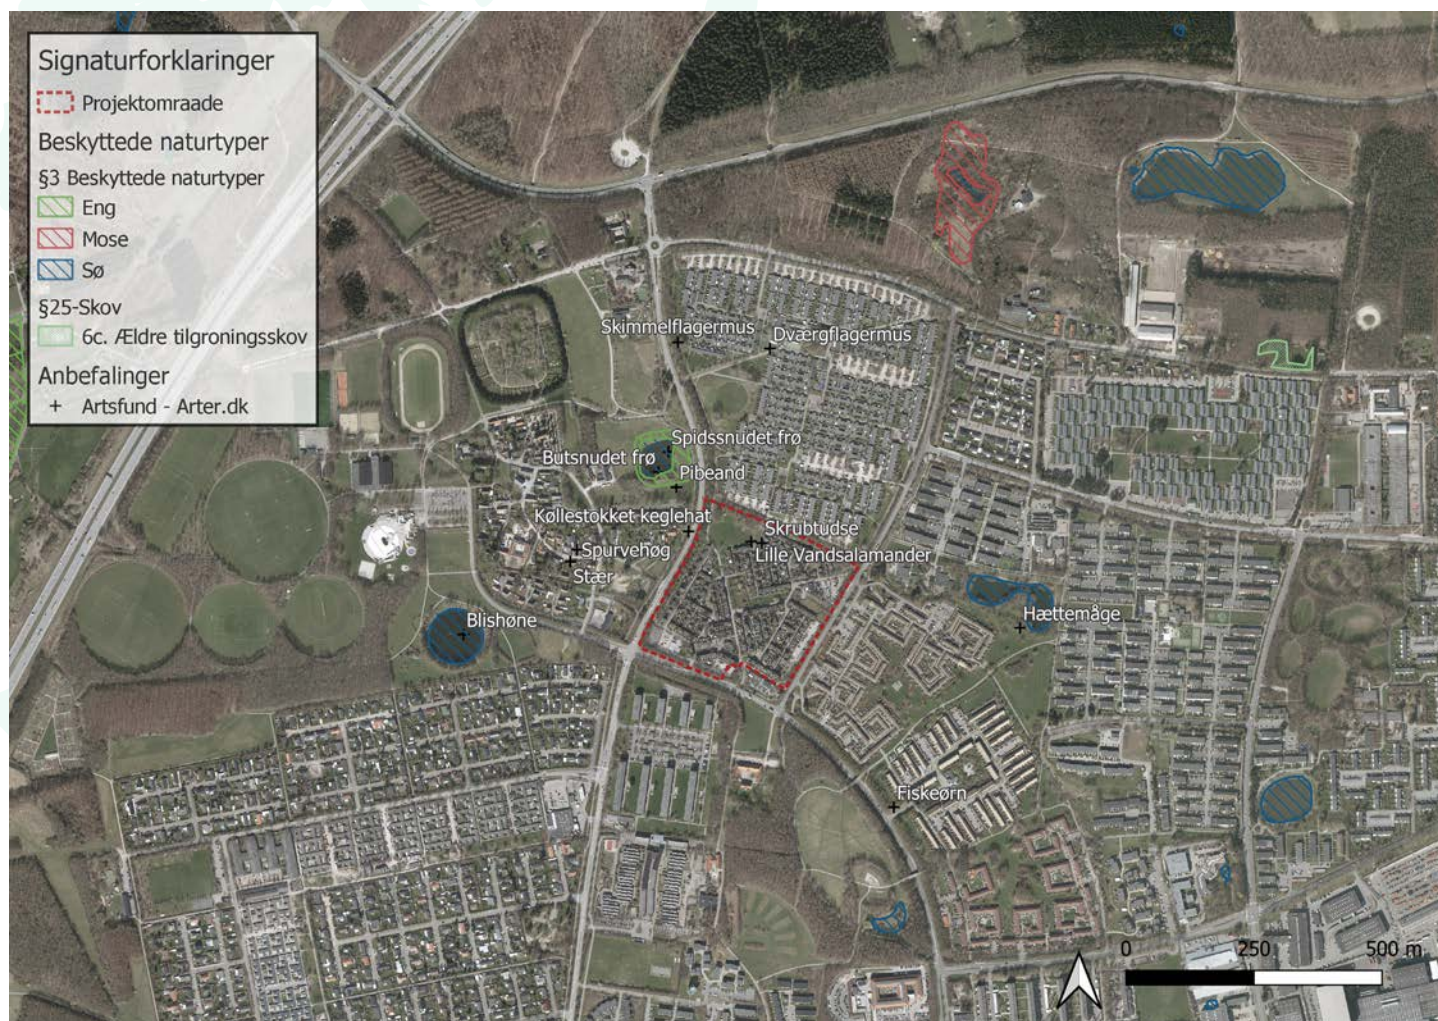 Signaturforklaringer
Projektomraade
Beskyttede naturtyper
§3 Beskyttede naturtyper
Eng
Mose
Sø
§25-Skov
6c. Ældre tilgroningsskov
Anbefalinger
+ Artsfund - Arter.dk
Skimmelflagermus
Dværgflagermus
Spidssnudet frø
Butsnudet frø
Pibeand
Køllestokket keglehat
Skrubtudse
Spurvehøg
Lille Vandsalamander
Stær
Blishøne
Hættemåge
Fiskeørn
0 250 500 m